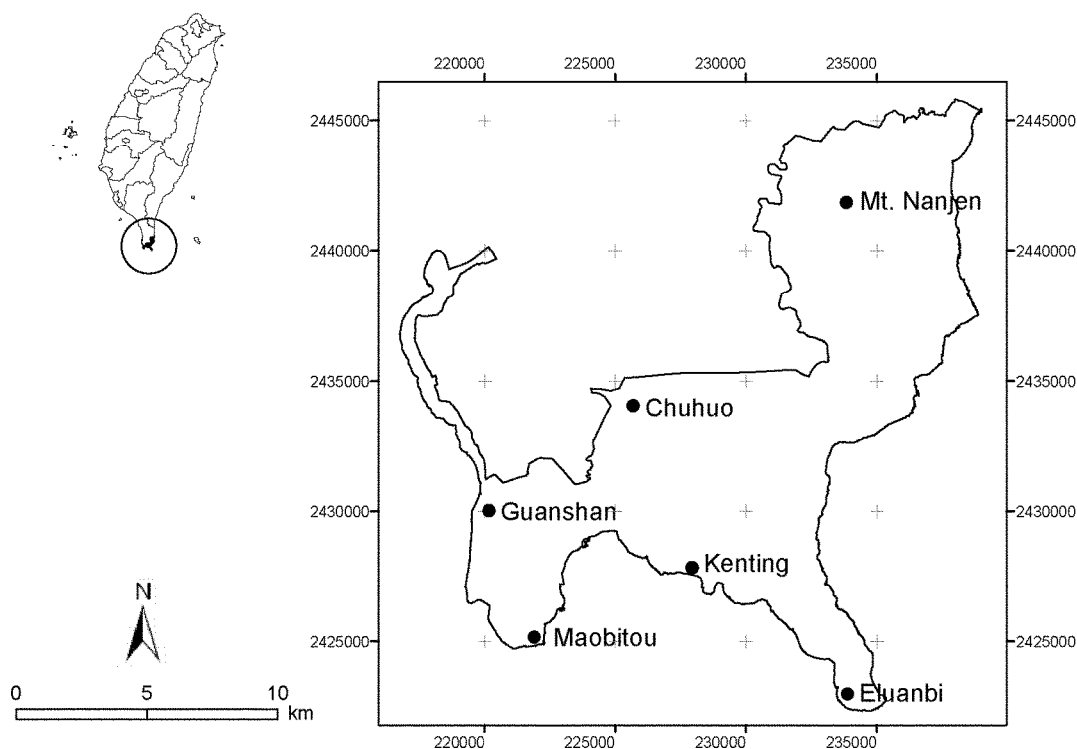 220000 225000 230000 235000
2445000 2445000
Mt. Nanjen
2440000 2440000
2435000 2435000
Chuhuo
2430000 2430000
Guanshan
Kenting
N
2425000 2425000
Maobitou
Eluanbi
0 5 10
km
220000 225000 230000 235000